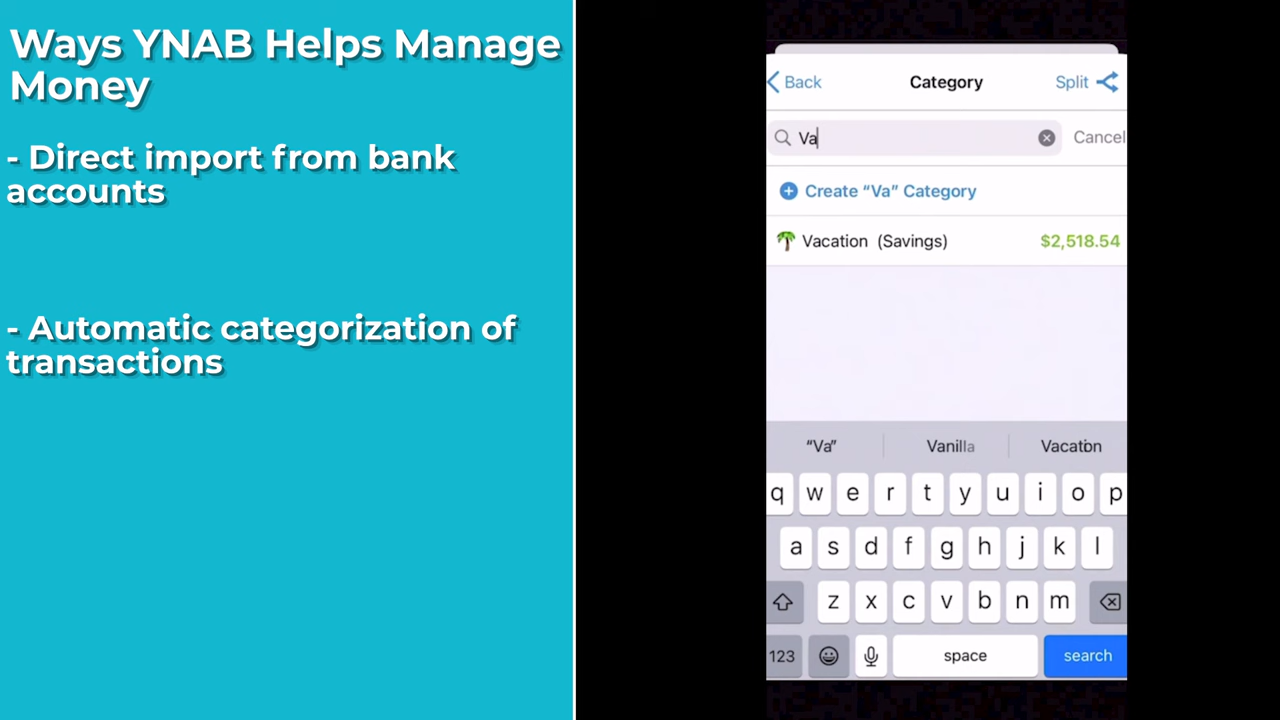 Ways YNAB Helps Manage
Money
- Direct import from bank
accounts
- Automatic categorization of
transactions
Back Category Split
Va Cancel
Create “Va” Category
Vacation (Savings) $2,518.54
“Va” Vanilla Vacation
q w e r t y u i o p
a s d f g h j k l
z x c v b n m
123 space search